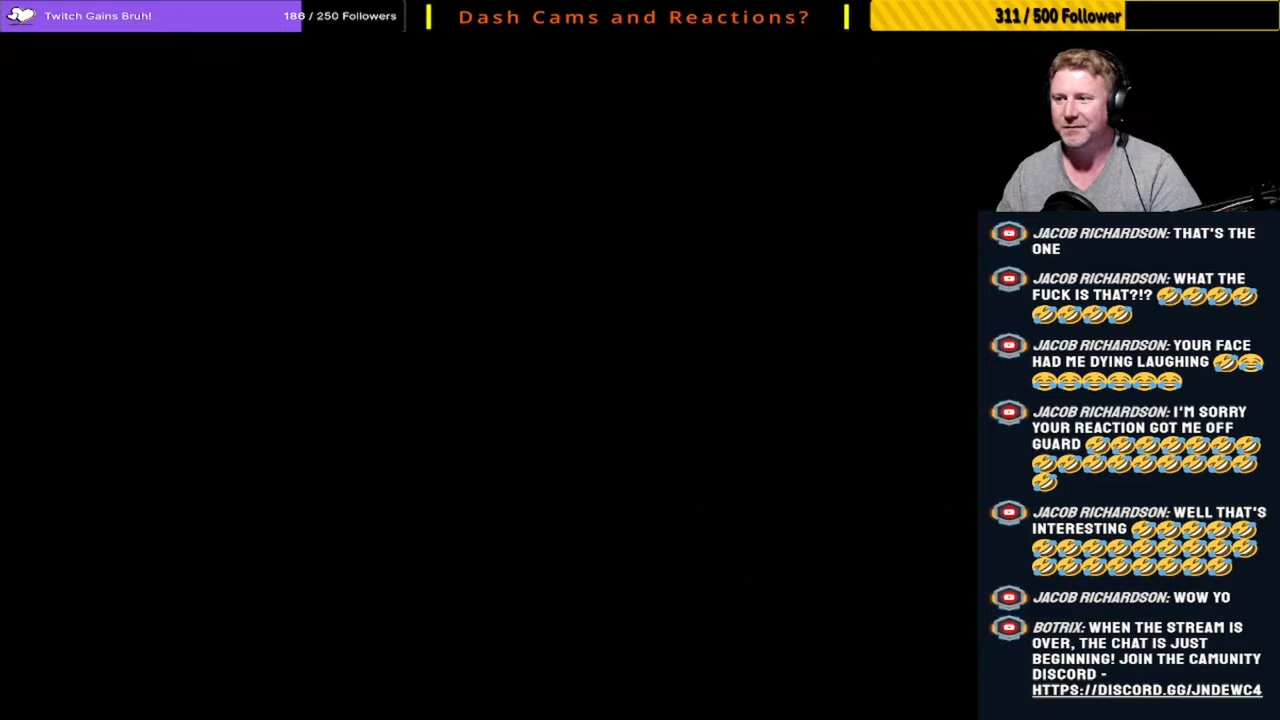 Twitch Gains Bruh!
186 / 250 Followers
Dash Cams and Reactions?
311 / 500 Follower
JACOB RICHARDSON: THAT'S THE
ONE
JACOB RICHARDSON: WHAT THE
FUCK IS THAT?!? 🤣🤣🤣🤣
🤣🤣🤣🤣
JACOB RICHARDSON: YOUR FACE
HAD ME DYING LAUGHING 🤣😂
😂😂😂😂😂😂
JACOB RICHARDSON: I'M SORRY
YOUR REACTION GOT ME OFF
GUARD 🤣🤣🤣🤣🤣🤣🤣
🤣🤣🤣🤣🤣🤣🤣🤣🤣
🤣
JACOB RICHARDSON: WELL THAT'S
INTERESTING 🤣🤣🤣🤣🤣
🤣🤣🤣🤣🤣🤣🤣🤣🤣
🤣🤣🤣🤣🤣🤣🤣🤣
JACOB RICHARDSON: WOW YO
BOTRIX: WHEN THE STREAM IS
OVER, THE CHAT IS JUST
BEGINNING! JOIN THE CAMUNITY
DISCORD -
HTTPS://DISCORD.GG/JNDEWC4